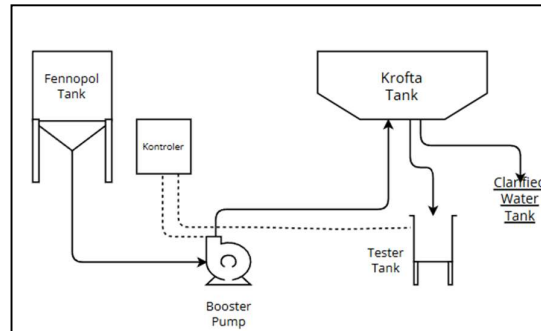 Fennopol
Tank
Krofta
Tank
Kontroler
Clarified
Water
Tank
Tester
Tank
Booster
Pump